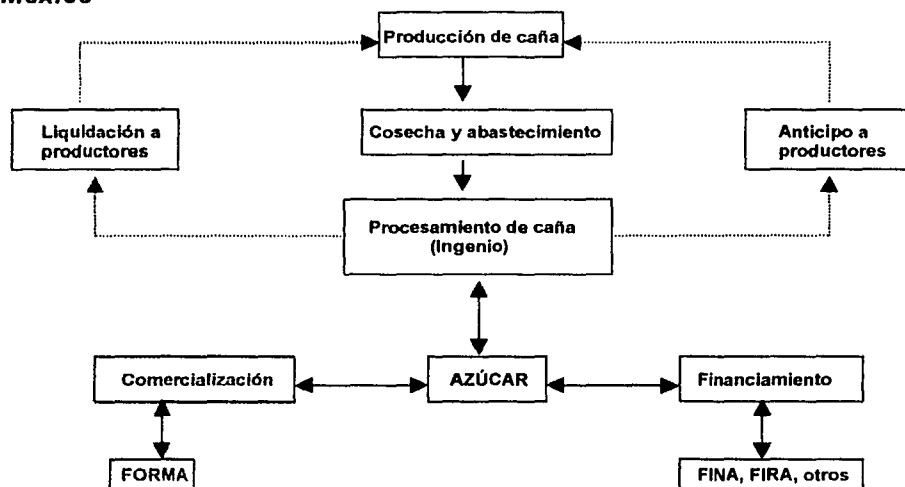 Producción de caña
Liquidación a
productores
Cosecha y abastecimiento
Anticipo a
productores
Procesamiento de caña
(Ingenio)
Comercialización
AZÚCAR
Financiamiento
FORMA
FINA, FIRA, otros